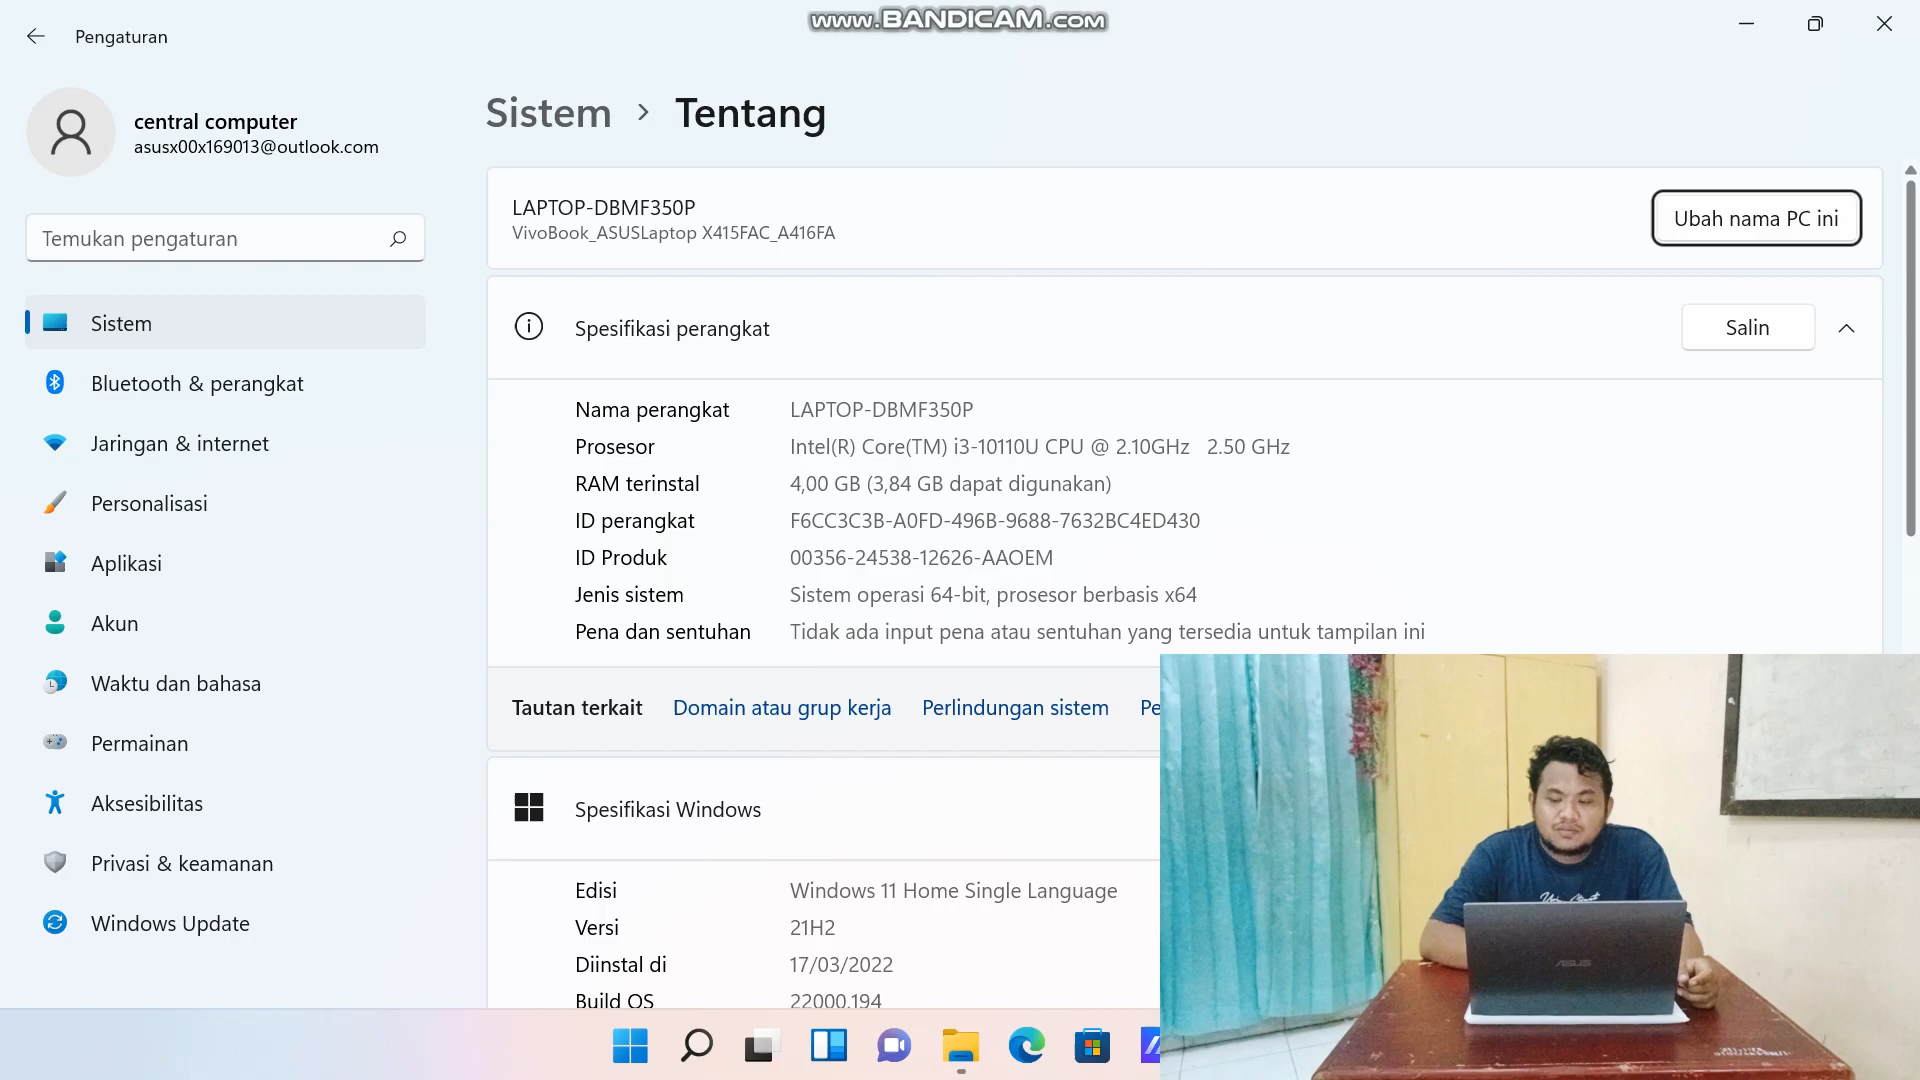 www.BANDICAM.com
Pengaturan
central computer
asusx00x169013@outlook.com
Temukan pengaturan
Sistem
Bluetooth & perangkat
Jaringan & internet
Personalisasi
Aplikasi
Akun
Waktu dan bahasa
Permainan
Aksesibilitas
Privasi & keamanan
Windows Update
Sistem > Tentang
LAPTOP-DBMF350P
VivoBook_ASUSLaptop X415FAC_A416FA
Ubah nama PC ini
Spesifikasi perangkat
Salin
Nama perangkat LAPTOP-DBMF350P
Prosesor Intel(R) Core(TM) i3-10110U CPU @ 2.10GHz 2.50 GHz
RAM terinstal 4,00 GB (3,84 GB dapat digunakan)
ID perangkat F6CC3C3B-A0FD-496B-9688-7632BC4ED430
ID Produk 00356-24538-12626-AAOEM
Jenis sistem Sistem operasi 64-bit, prosesor berbasis x64
Pena dan sentuhan Tidak ada input pena atau sentuhan yang tersedia untuk tampilan ini
Tautan terkait Domain atau grup kerja Perlindungan sistem Pe
Spesifikasi Windows
Edisi Windows 11 Home Single Language
Versi 21H2
Diinstal di 17/03/2022
Build OS 22000.194
ASUS